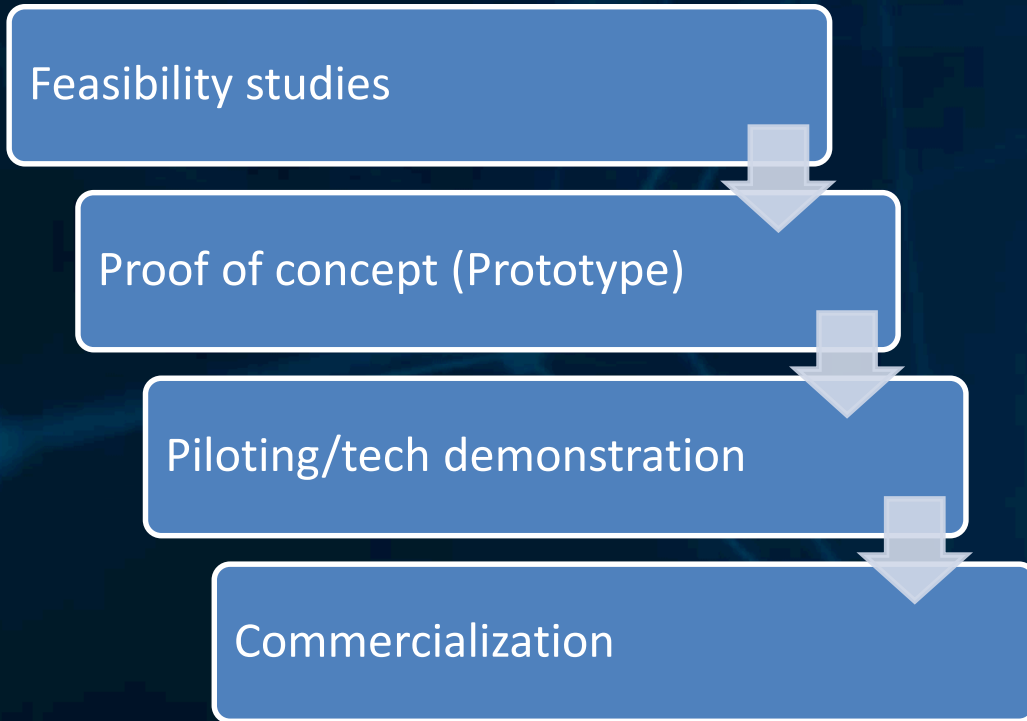 Feasibility studies
Proof of concept (Prototype)
Piloting/tech demonstration
Commercialization